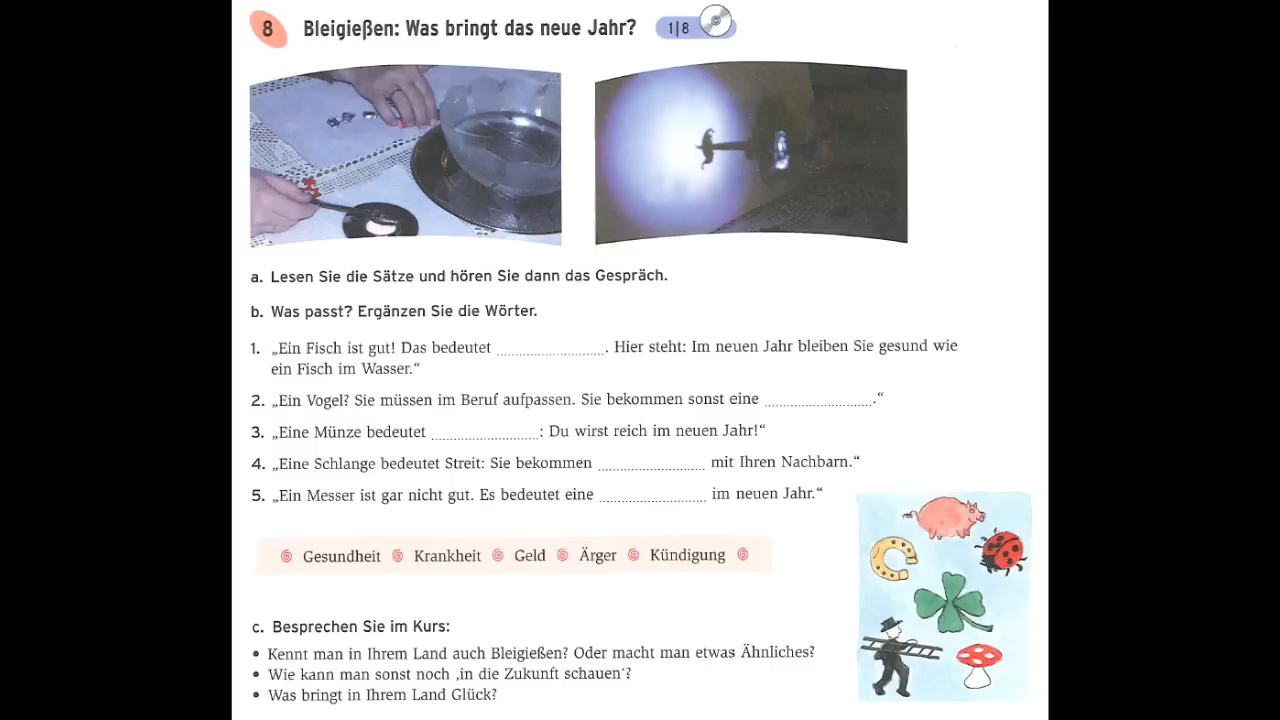 8 Bleigießen: Was bringt das neue Jahr? 1|8
a. Lesen Sie die Sätze und hören Sie dann das Gespräch.
b. Was passt? Ergänzen Sie die Wörter.
1. „Ein Fisch ist gut! Das bedeutet ........................ . Hier steht: Im neuen Jahr bleiben Sie gesund wie
ein Fisch im Wasser.“
2. „Ein Vogel? Sie müssen im Beruf aufpassen. Sie bekommen sonst eine ........................ .“
3. „Eine Münze bedeutet ........................ : Du wirst reich im neuen Jahr!“
4. „Eine Schlange bedeutet Streit: Sie bekommen ........................ mit Ihren Nachbarn.“
5. „Ein Messer ist gar nicht gut. Es bedeutet eine ........................ im neuen Jahr.“
Gesundheit Krankheit Geld Ärger Kündigung
c. Besprechen Sie im Kurs:
• Kennt man in Ihrem Land auch Bleigießen? Oder macht man etwas Ähnliches?
• Wie kann man sonst noch ‚in die Zukunft schauen‘?
• Was bringt in Ihrem Land Glück?